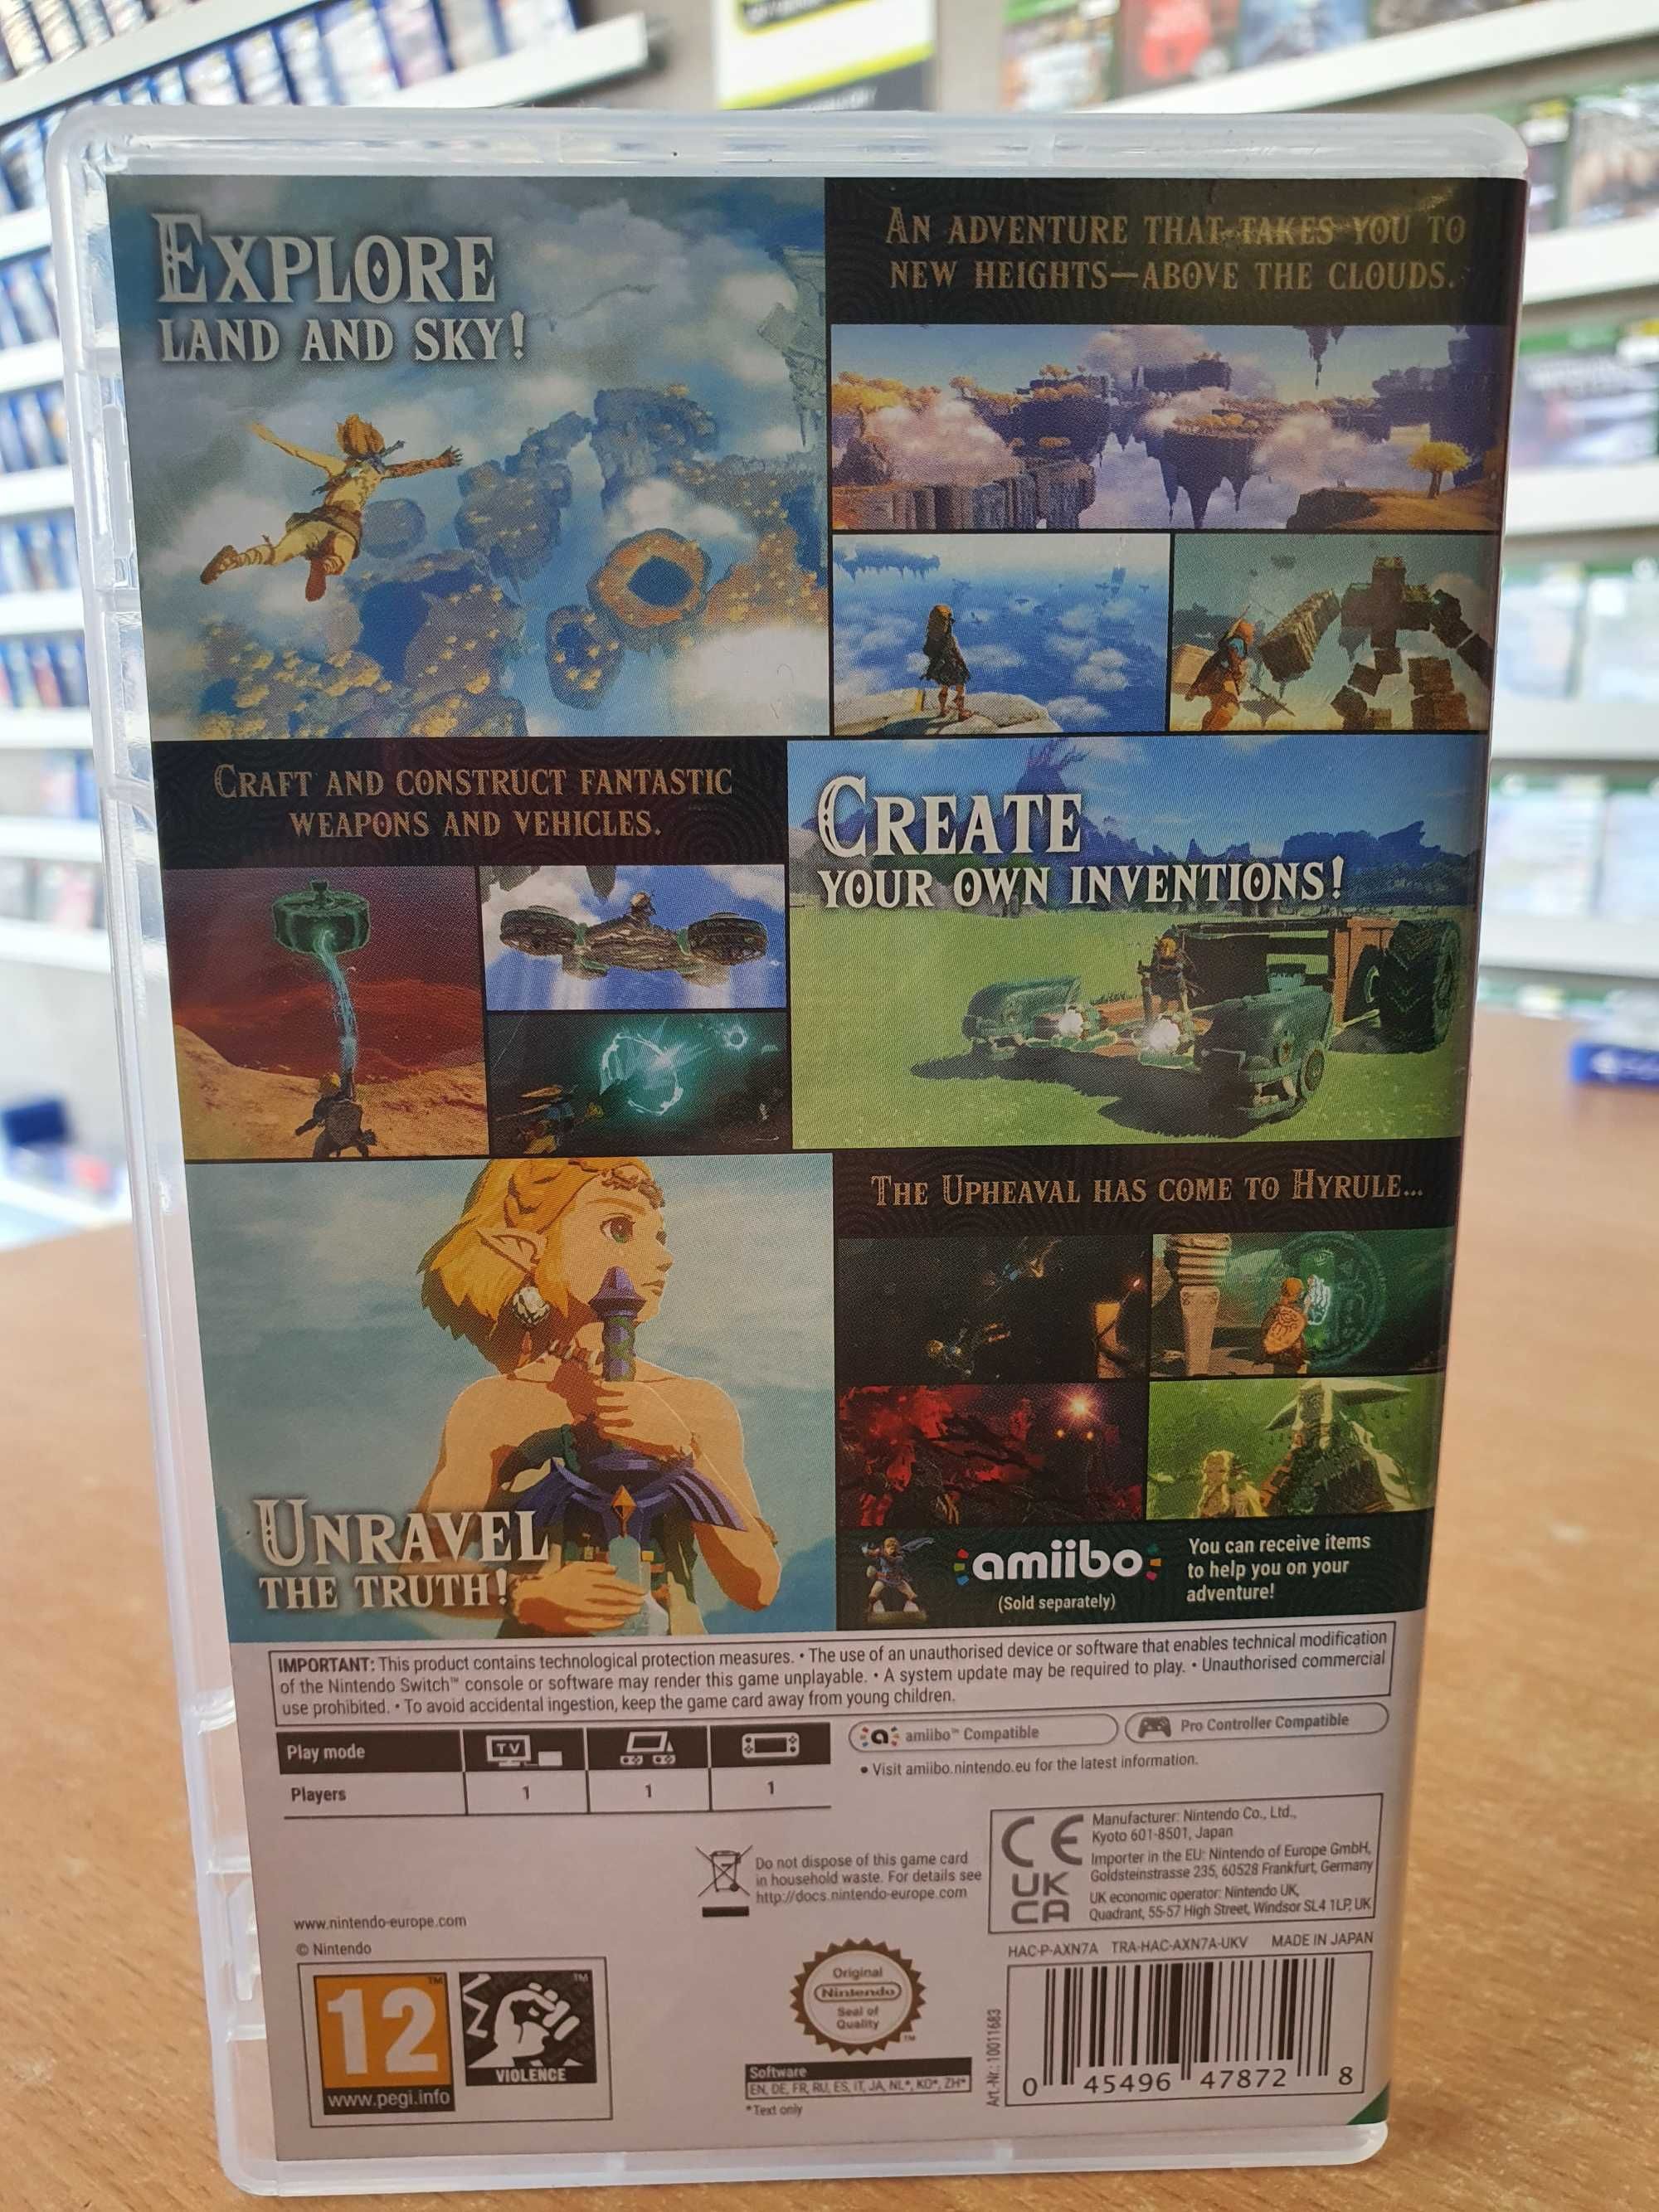 EXPLORE
LAND AND SKY!
AN ADVENTURE THAT TAKES YOU TO
NEW HEIGHTS—ABOVE THE CLOUDS.
CRAFT AND CONSTRUCT FANTASTIC
WEAPONS AND VEHICLES.
CREATE
YOUR OWN INVENTIONS!
UNRAVEL
THE TRUTH!
THE UPHEAVAL HAS COME TO HYRULE...
amiibo
(Sold separately)
You can receive items
to help you on your
adventure!
IMPORTANT: This product contains technological protection measures. • The use of an unauthorised device or software that enables technical modification
of the Nintendo Switch™ console or software may render this game unplayable. • A system update may be required to play. • Unauthorised commercial
use prohibited. • To avoid accidental ingestion, keep the game card away from young children.
Play mode
TV
Players
1 1 1
a amiibo™ Compatible
Pro Controller Compatible
• Visit amiibo.nintendo.eu for the latest information.
Do not dispose of this game card
in household waste. For details see
http://docs.nintendo-europe.com
CE
UK
CA
Manufacturer: Nintendo Co., Ltd.,
Kyoto 601-8501, Japan
Importer in the EU: Nintendo of Europe GmbH,
Goldsteinstrasse 235, 60528 Frankfurt, Germany
UK economic operator: Nintendo UK,
Quadrant, 55-57 High Street, Windsor SL4 1LP, UK
www.nintendo-europe.com
© Nintendo
12™
www.pegi.info
™
VIOLENCE
Original
Nintendo
Seal of
Quality
™
Software
EN, DE, FR, RU, ES, IT, JA, NL*, KO*, ZH*
*Text only
HAC-P-AXN7A TRA-HAC-AXN7A-UKV MADE IN JAPAN
Art.-Nr.: 10011683
0 45496 47872 8